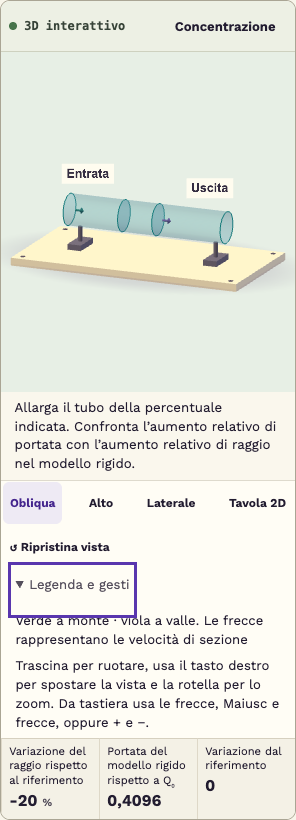 3D interattivo
Concentrazione
Entrata
Uscita
Allarga il tubo della percentuale
indicata. Confronta l’aumento relativo di
portata con l’aumento relativo di raggio
nel modello rigido.
Obliqua Alto Laterale Tavola 2D
↺ Ripristina vista
▼ Legenda e gesti
Verde a monte · viola a valle. Le frecce
rappresentano le velocità di sezione
Trascina per ruotare, usa il tasto destro
per spostare la vista e la rotella per lo
zoom. Da tastiera usa le frecce, Maiusc e
frecce, oppure + e −.
Variazione del
raggio rispetto
al riferimento
-20 %
Portata del
modello rigido
rispetto a Q₀
0,4096
Variazione dal
riferimento
0